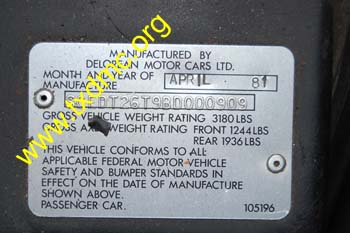 MANUFACTURED BY
DELOREAN MOTOR CARS LTD.
MONTH AND YEAR OF APRIL 81
MANUFACTURE
DT26T9BD000909
GROSS VEHICLE WEIGHT RATING 3180 LBS
GROSS AXLE WEIGHT RATING FRONT 1244 LBS
REAR 1936 LBS
THIS VEHICLE CONFORMS TO ALL
APPLICABLE FEDERAL MOTOR-VEHICLE
SAFETY AND BUMPER STANDARDS IN
EFFECT ON THE DATE OF MANUFACTURE
SHOWN ABOVE.
PASSENGER CAR. 105196